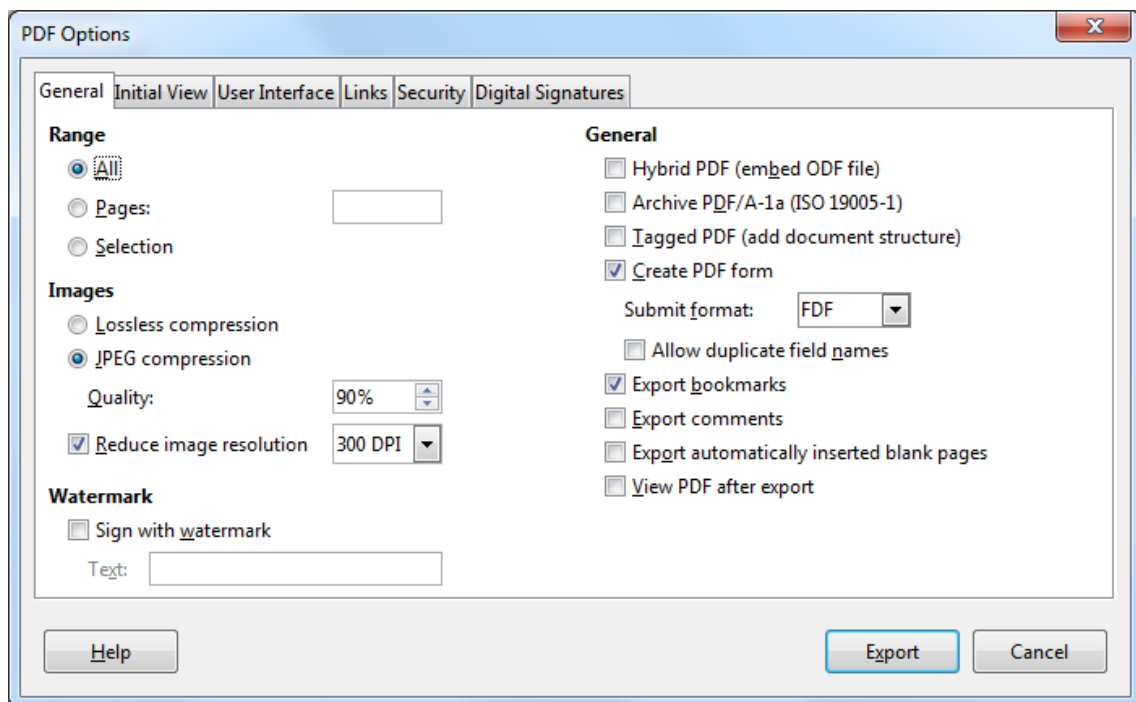 PDF Options
General Initial View User Interface Links Security Digital Signatures
Range
All
Pages:
Selection
Images
Lossless compression
JPEG compression
Quality: 90%
Reduce image resolution 300 DPI
Watermark
Sign with watermark
Text:
General
Hybrid PDF (embed ODF file)
Archive PDF/A-1a (ISO 19005-1)
Tagged PDF (add document structure)
Create PDF form
Submit format: FDF
Allow duplicate field names
Export bookmarks
Export comments
Export automatically inserted blank pages
View PDF after export
Help Export Cancel